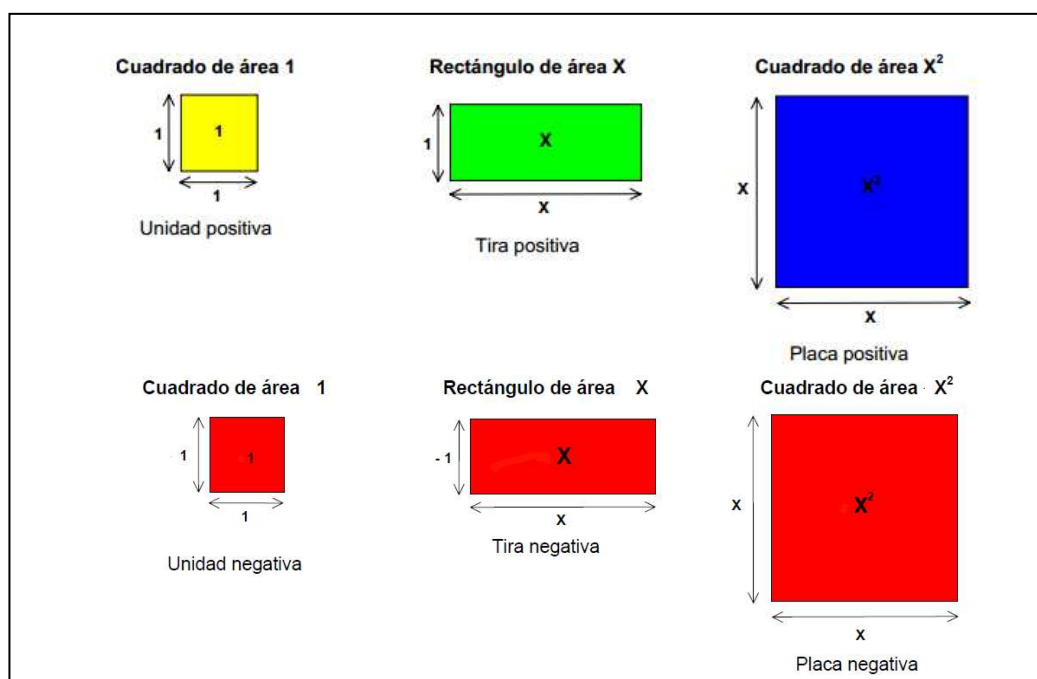 Cuadrado de área 1
Rectángulo de área X
Cuadrado de área X²
1
1
1
Unidad positiva
1
X
X
Tira positiva
X
X²
X
Placa positiva
Cuadrado de área 1
Rectángulo de área X
Cuadrado de área - X²
1
1
1
Unidad negativa
- 1
X
X
Tira negativa
X
X²
X
Placa negativa